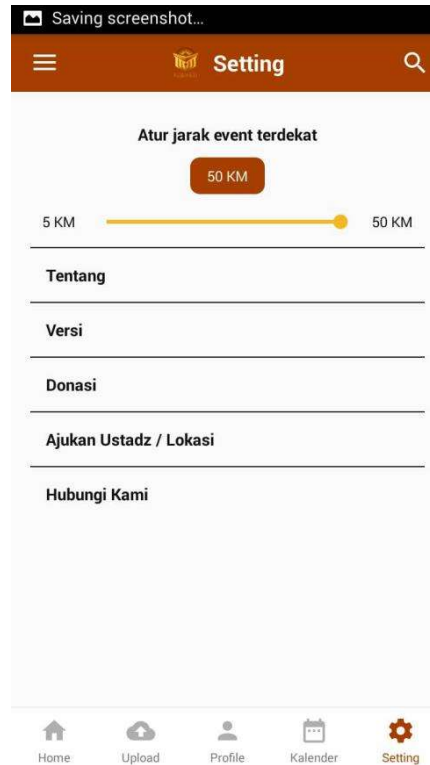 Saving screenshot...
Setting
Atur jarak event terdekat
50 KM
5 KM 50 KM
Tentang
Versi
Donasi
Ajukan Ustadz / Lokasi
Hubungi Kami
Home Upload Profile Kalender Setting